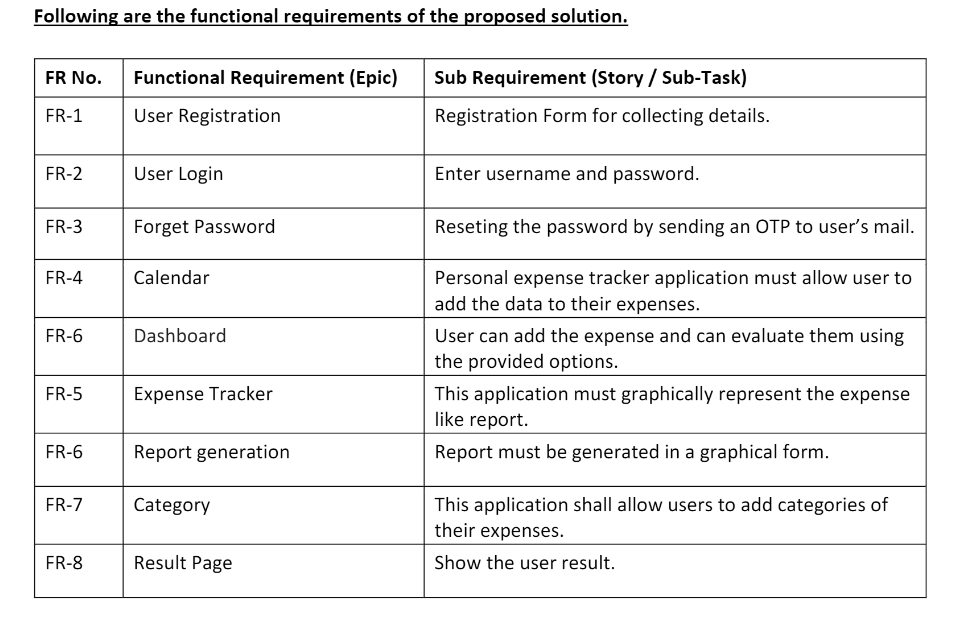 Following are the functional requirements of the proposed solution.
FR No. Functional Requirement (Epic) Sub Requirement (Story / Sub-Task)
FR-1 User Registration Registration Form for collecting details.
FR-2 User Login Enter username and password.
FR-3 Forget Password Reseting the password by sending an OTP to user’s mail.
FR-4 Calendar Personal expense tracker application must allow user to
add the data to their expenses.
FR-6 Dashboard User can add the expense and can evaluate them using
the provided options.
FR-5 Expense Tracker This application must graphically represent the expense
like report.
FR-6 Report generation Report must be generated in a graphical form.
FR-7 Category This application shall allow users to add categories of
their expenses.
FR-8 Result Page Show the user result.